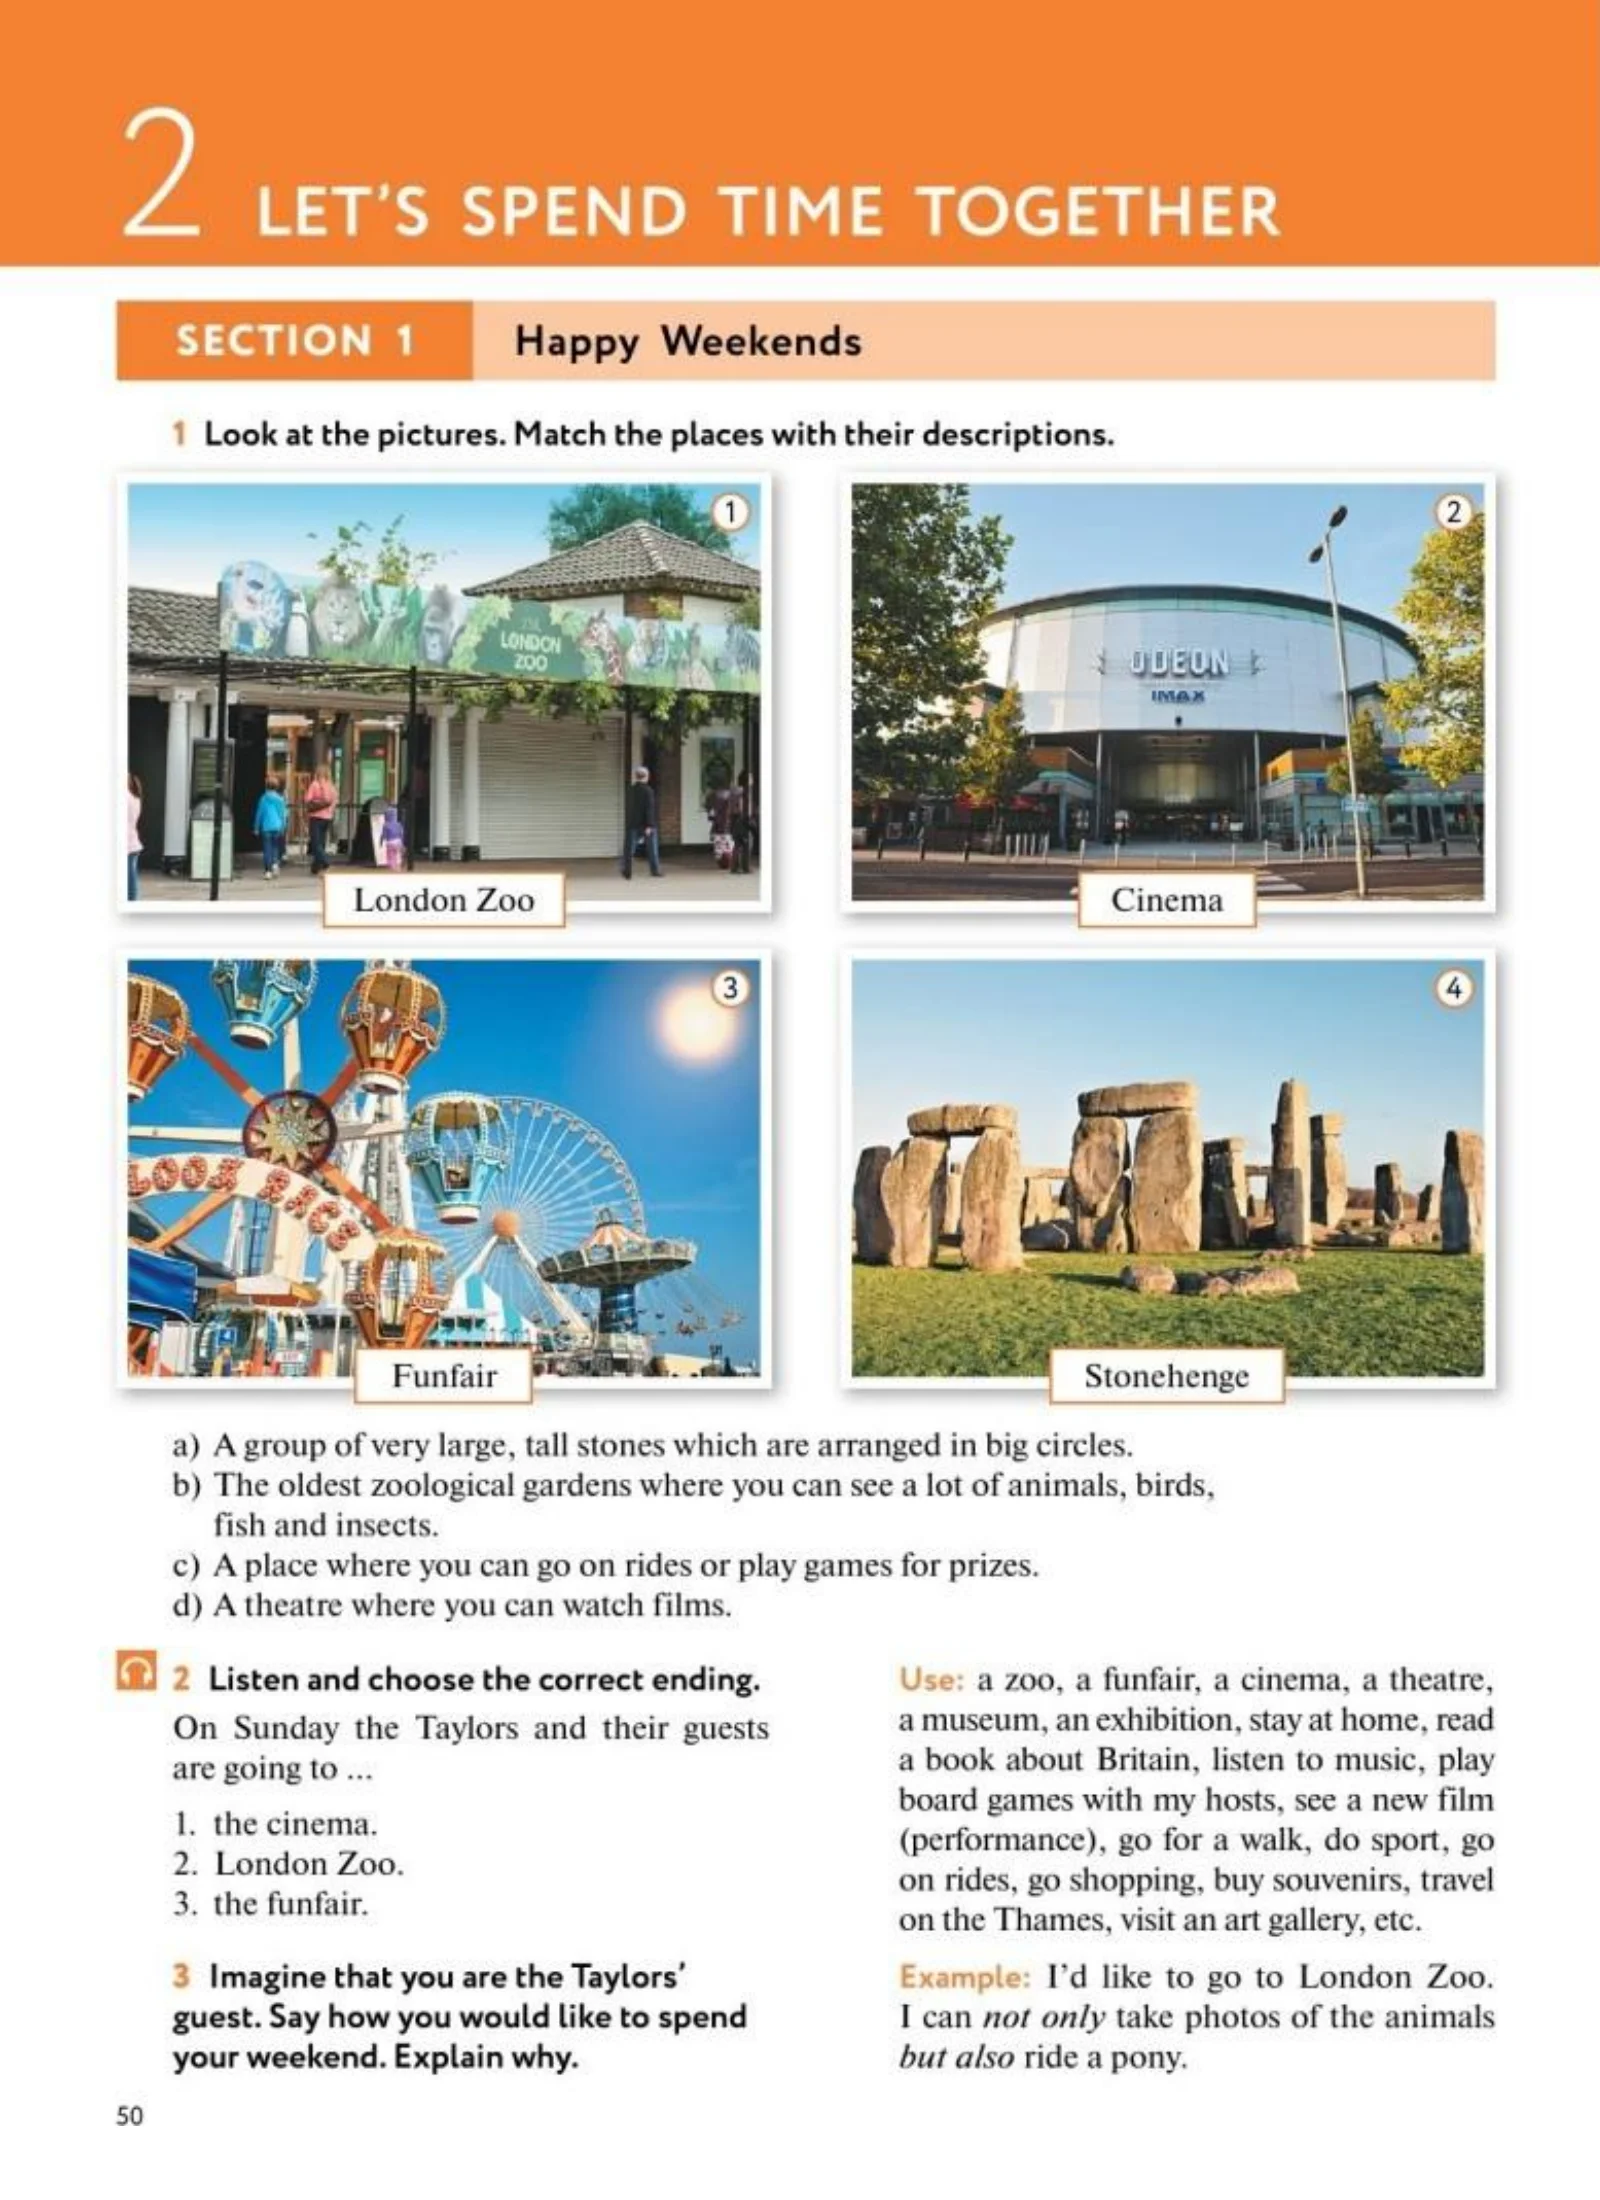 2 LET'S SPEND TIME TOGETHER
SECTION 1 Happy Weekends
1 Look at the pictures. Match the places with their descriptions.
1
LONDON
ZOO
London Zoo
2
ODEON
IMAX
Cinema
3
Funfair
4
Stonehenge
a) A group of very large, tall stones which are arranged in big circles.
b) The oldest zoological gardens where you can see a lot of animals, birds,
fish and insects.
c) A place where you can go on rides or play games for prizes.
d) A theatre where you can watch films.
2 Listen and choose the correct ending.
On Sunday the Taylors and their guests
are going to ...
1. the cinema.
2. London Zoo.
3. the funfair.
3 Imagine that you are the Taylors'
guest. Say how you would like to spend
your weekend. Explain why.
Use: a zoo, a funfair, a cinema, a theatre,
a museum, an exhibition, stay at home, read
a book about Britain, listen to music, play
board games with my hosts, see a new film
(performance), go for a walk, do sport, go
on rides, go shopping, buy souvenirs, travel
on the Thames, visit an art gallery, etc.
Example: I'd like to go to London Zoo.
I can not only take photos of the animals
but also ride a pony.
50